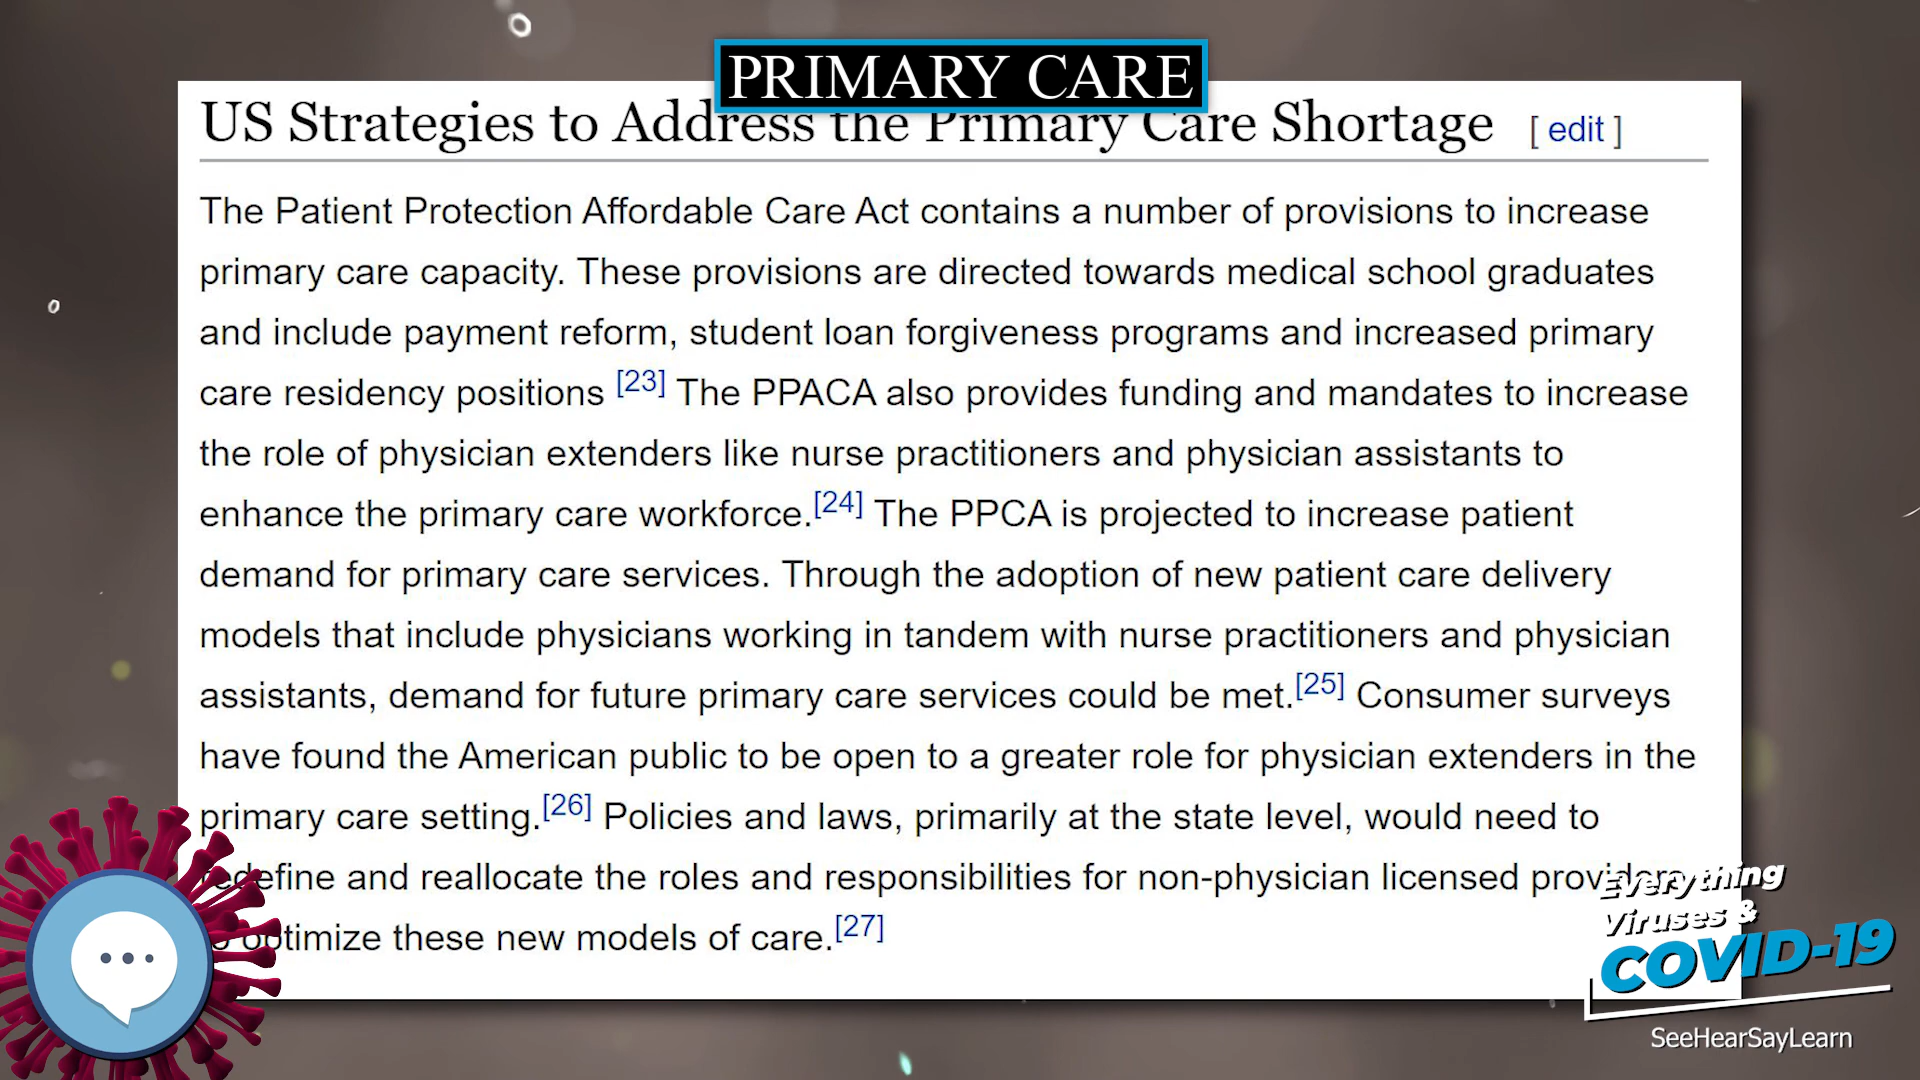 PRIMARY CARE
US Strategies to Address the Primary Care Shortage [ edit ]
The Patient Protection Affordable Care Act contains a number of provisions to increase
primary care capacity. These provisions are directed towards medical school graduates
and include payment reform, student loan forgiveness programs and increased primary
care residency positions [23] The PPACA also provides funding and mandates to increase
the role of physician extenders like nurse practitioners and physician assistants to
enhance the primary care workforce.[24] The PPCA is projected to increase patient
demand for primary care services. Through the adoption of new patient care delivery
models that include physicians working in tandem with nurse practitioners and physician
assistants, demand for future primary care services could be met.[25] Consumer surveys
have found the American public to be open to a greater role for physician extenders in the
primary care setting.[26] Policies and laws, primarily at the state level, would need to
redefine and reallocate the roles and responsibilities for non-physician licensed providers
to optimize these new models of care.[27]
Everything
Viruses &
COVID-19
SeeHearSayLearn